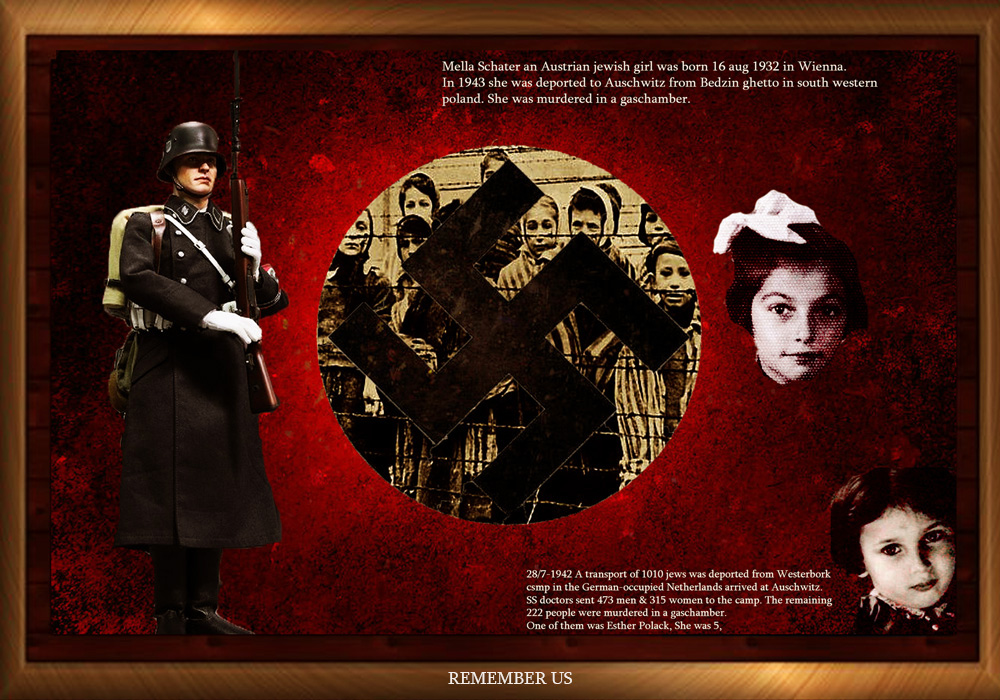 Mella Schater an Austrian jewish girl was born 16 aug 1932 in Wienna.
In 1943 she was deported to Auschwitz from Bedzin ghetto in south western
poland. She was murdered in a gaschamber.
28/7-1942 A transport of 1010 jews was deported from Westerbork
csmp in the German-occupied Netherlands arrived at Auschwitz.
SS doctors sent 473 men & 315 women to the camp. The remaining
222 people were murdered in a gaschamber.
One of them was Esther Polack, She was 5,
REMEMBER US